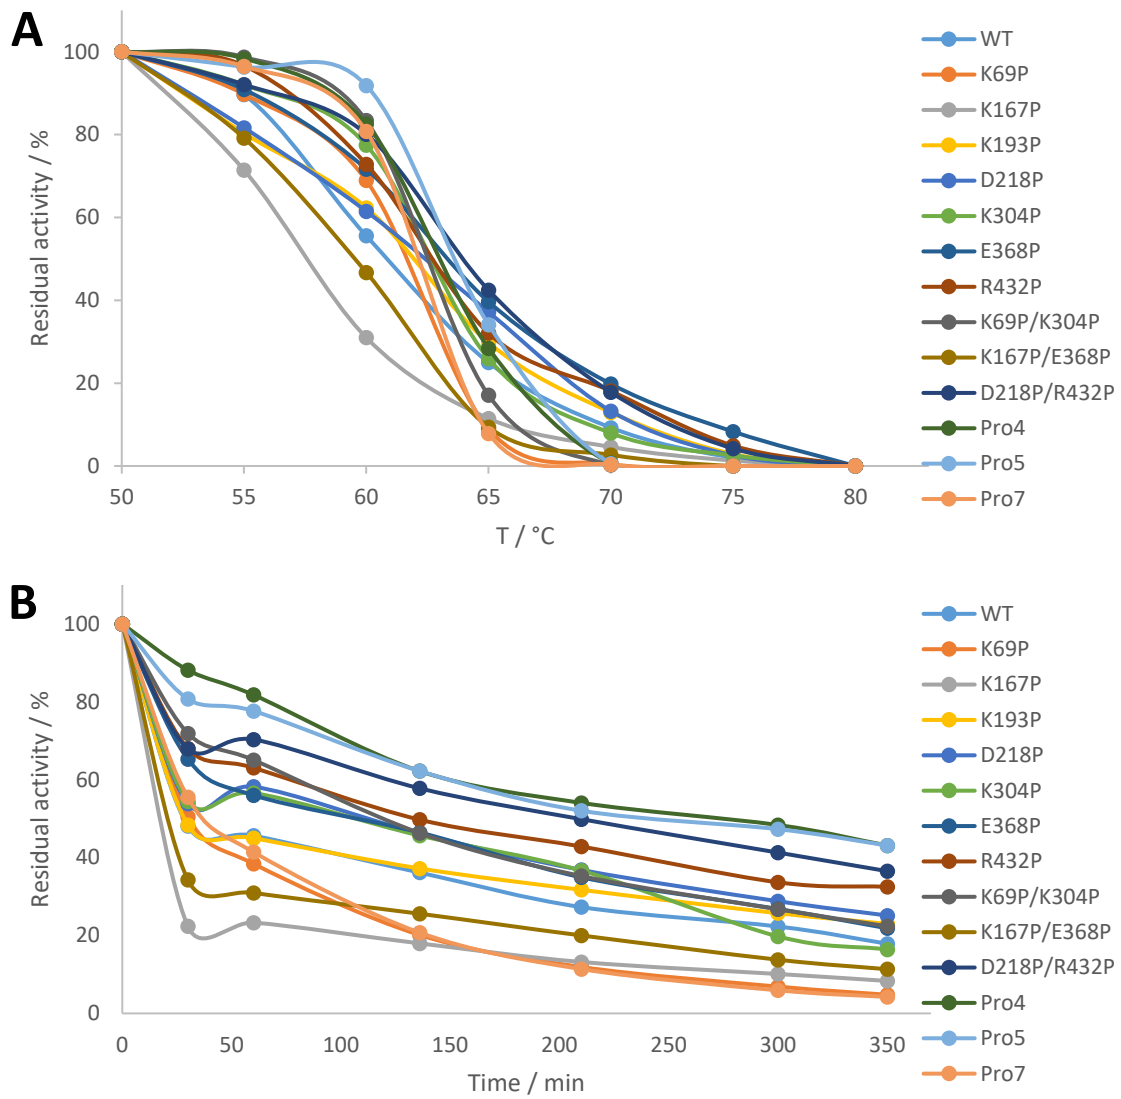 A
Residual activity / %
100
80
60
40
20
0
50 55 60 65 70 75 80
T / °C
WT
K69P
K167P
K193P
D218P
K304P
E368P
R432P
K69P/K304P
K167P/E368P
D218P/R432P
Pro4
Pro5
Pro7
B
Residual activity / %
100
80
60
40
20
0
0 50 100 150 200 250 300 350
Time / min
WT
K69P
K167P
K193P
D218P
K304P
E368P
R432P
K69P/K304P
K167P/E368P
D218P/R432P
Pro4
Pro5
Pro7